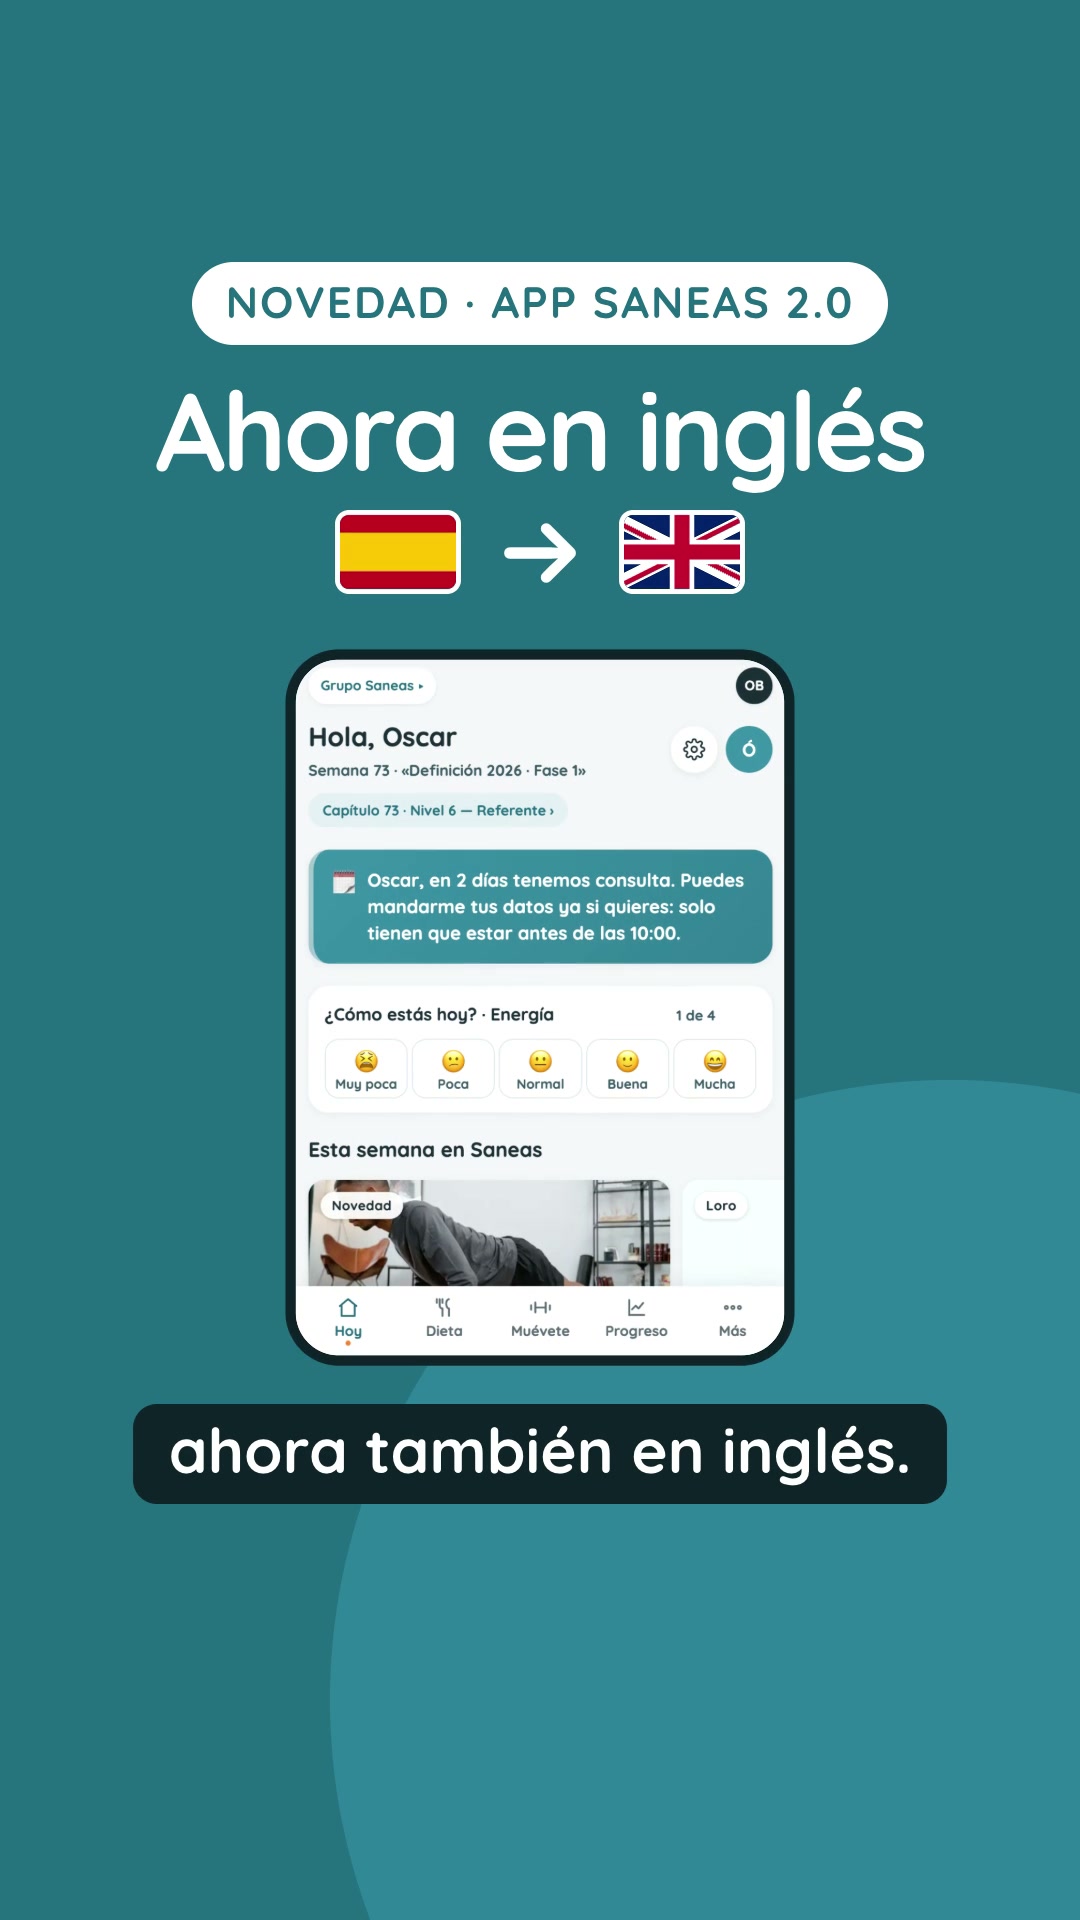 NOVEDAD · APP SANEAS 2.0
Ahora en inglés
Grupo Saneas ▸
OB
Hola, Oscar
Ó
Semana 73 · «Definición 2026 · Fase 1»
Capítulo 73 · Nivel 6 — Referente ›
Oscar, en 2 días tenemos consulta. Puedes
mandarme tus datos ya si quieres: solo
tienen que estar antes de las 10:00.
¿Cómo estás hoy? · Energía
1 de 4
Muy poca
Poca
Normal
Buena
Mucha
Esta semana en Saneas
Novedad
Loro
Hoy
Dieta
Muévete
Progreso
Más
ahora también en inglés.